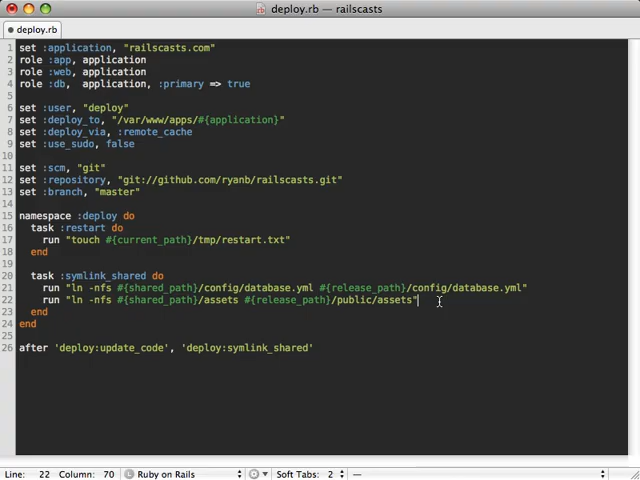 deploy.rb — railscasts
deploy.rb
1 set :application, "railscasts.com"
2 role :app, application
3 role :web, application
4 role :db,  application, :primary => true
5
6 set :user, "deploy"
7 set :deploy_to, "/var/www/apps/#{application}"
8 set :deploy_via, :remote_cache
9 set :use_sudo, false
10
11 set :scm, "git"
12 set :repository, "git://github.com/ryanb/railscasts.git"
13 set :branch, "master"
14
15 namespace :deploy do
16   task :restart do
17     run "touch #{current_path}/tmp/restart.txt"
18   end
19
20   task :symlink_shared do
21     run "ln -nfs #{shared_path}/config/database.yml #{release_path}/config/database.yml"
22     run "ln -nfs #{shared_path}/assets #{release_path}/public/assets"
23   end
24 end
25
26 after 'deploy:update_code', 'deploy:symlink_shared'
Line: 22 Column: 70 L Ruby on Rails Soft Tabs: 2 —